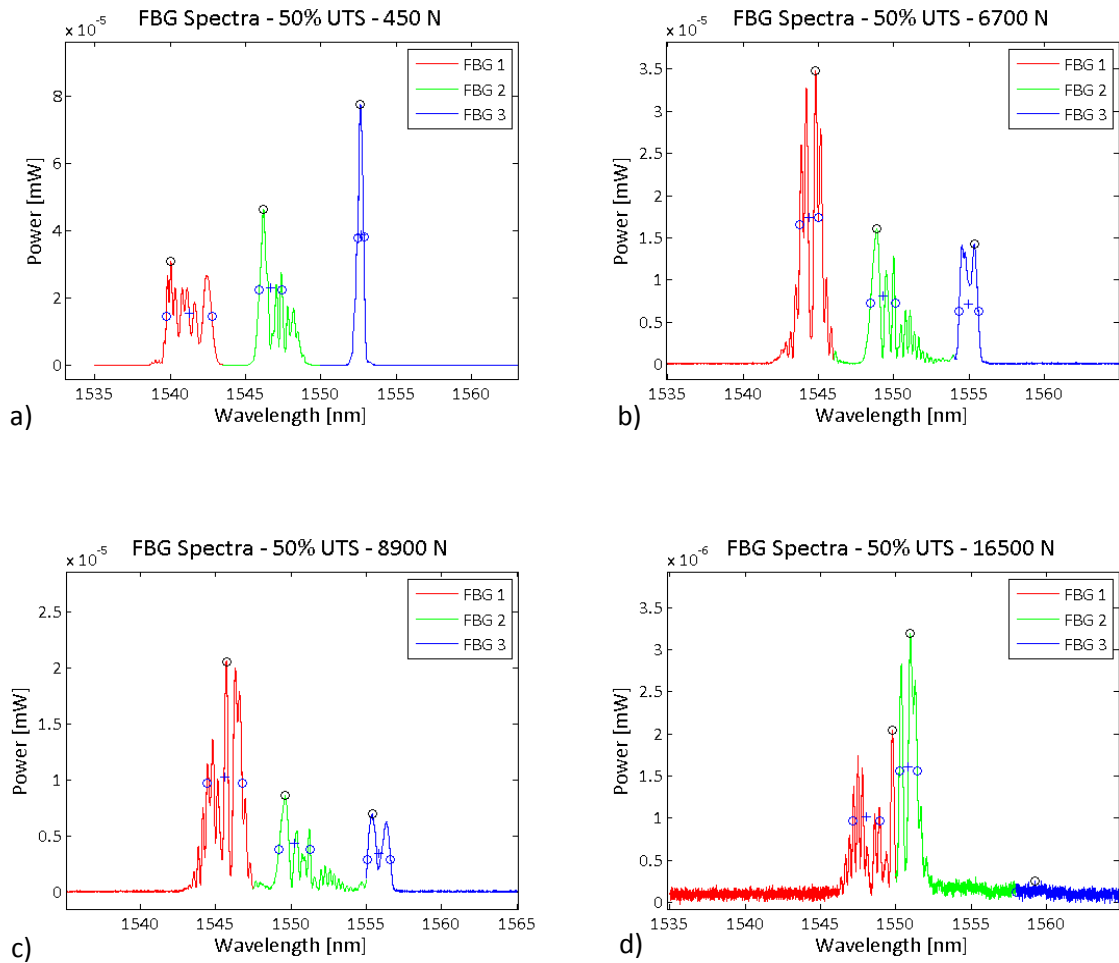 FBG Spectra - 50% UTS - 450 N
x 10⁻⁵
Power [mW]
8
6
4
2
0
1535 1540 1545 1550 1555 1560
Wavelength [nm]
FBG 1
FBG 2
FBG 3
a)
FBG Spectra - 50% UTS - 6700 N
x 10⁻⁵
Power [mW]
3.5
3
2.5
2
1.5
1
0.5
0
1535 1540 1545 1550 1555 1560
Wavelength [nm]
FBG 1
FBG 2
FBG 3
b)
FBG Spectra - 50% UTS - 8900 N
x 10⁻⁵
Power [mW]
2.5
2
1.5
1
0.5
0
1540 1545 1550 1555 1560 1565
Wavelength [nm]
FBG 1
FBG 2
FBG 3
c)
FBG Spectra - 50% UTS - 16500 N
x 10⁻⁶
Power [mW]
3.5
3
2.5
2
1.5
1
0.5
0
1535 1540 1545 1550 1555 1560
Wavelength [nm]
FBG 1
FBG 2
FBG 3
d)